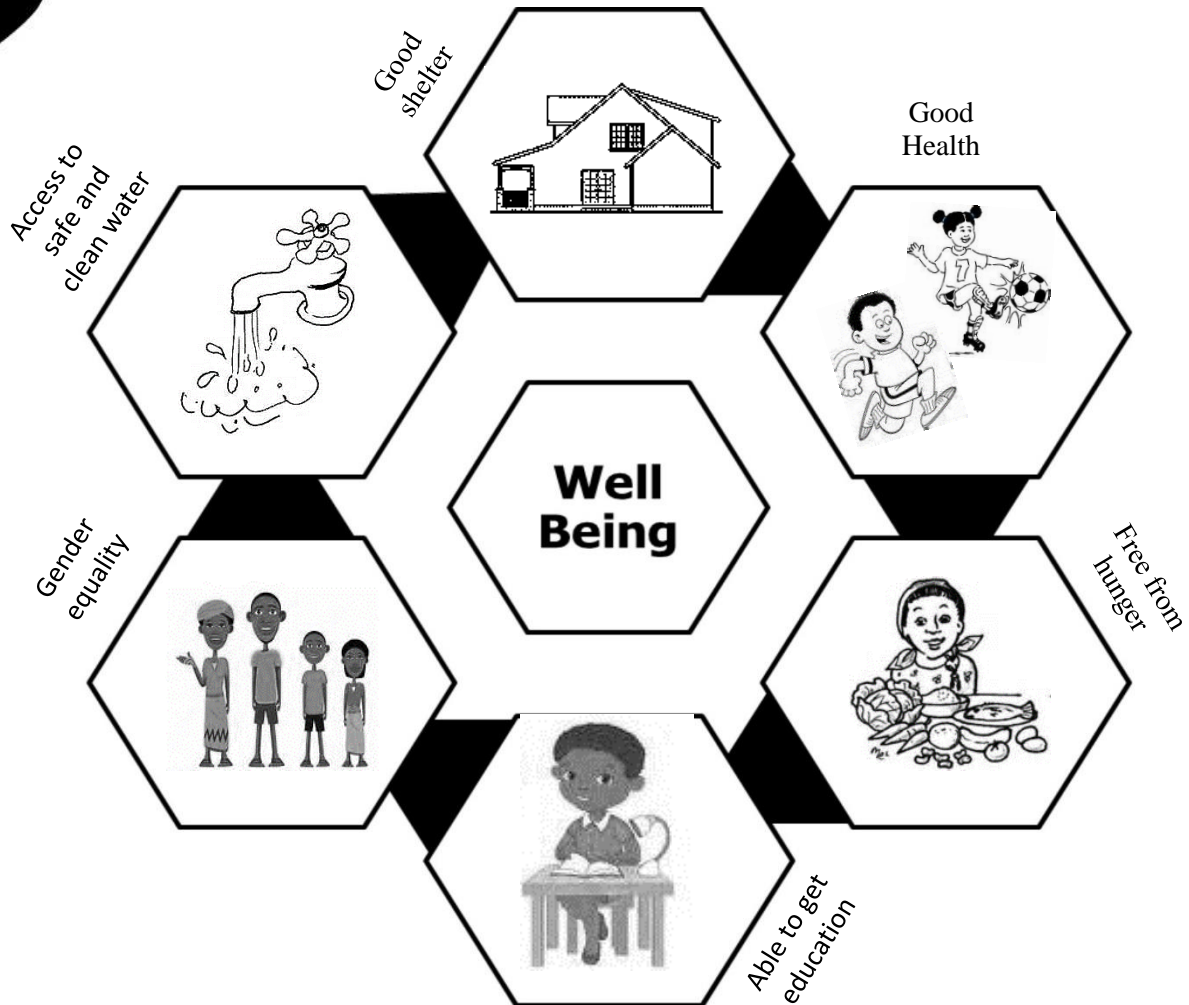 Good
shelter
Good
Health
Access to
safe and
clean water
Well
Being
Gender
equality
Free from
hunger
Able to get
education
7